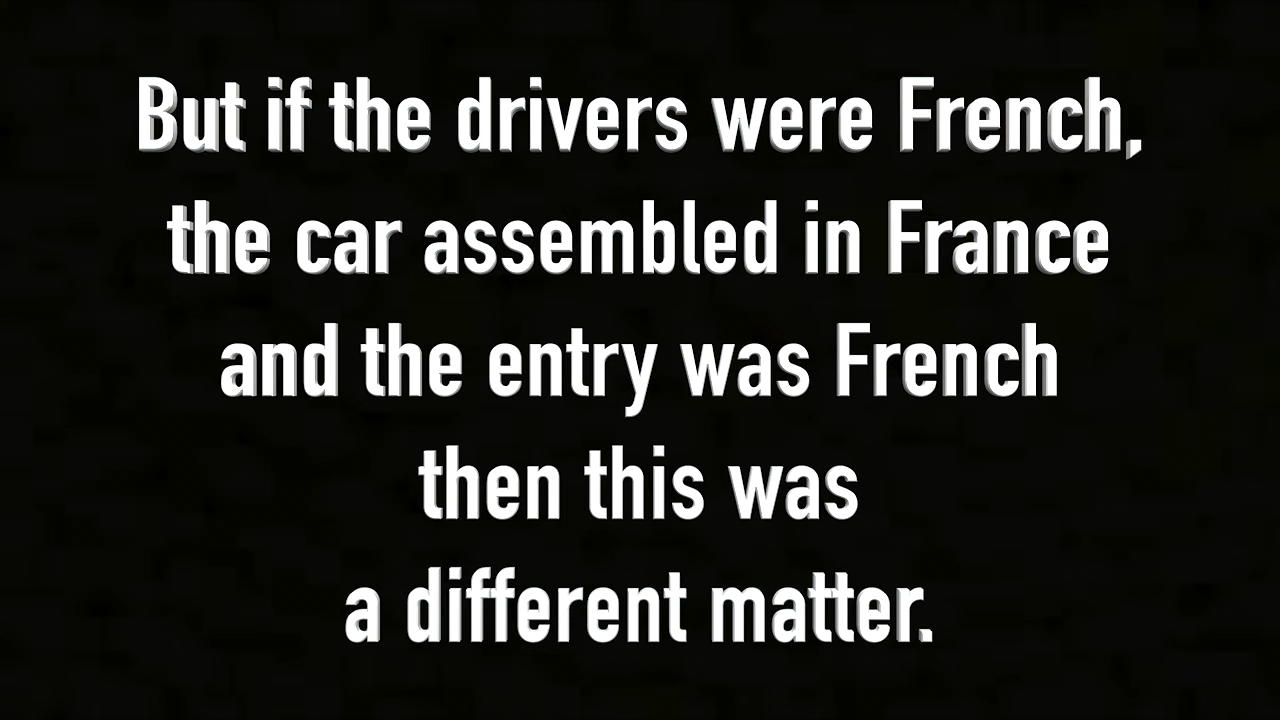 But if the drivers were French,
the car assembled in France
and the entry was French
then this was
a different matter.